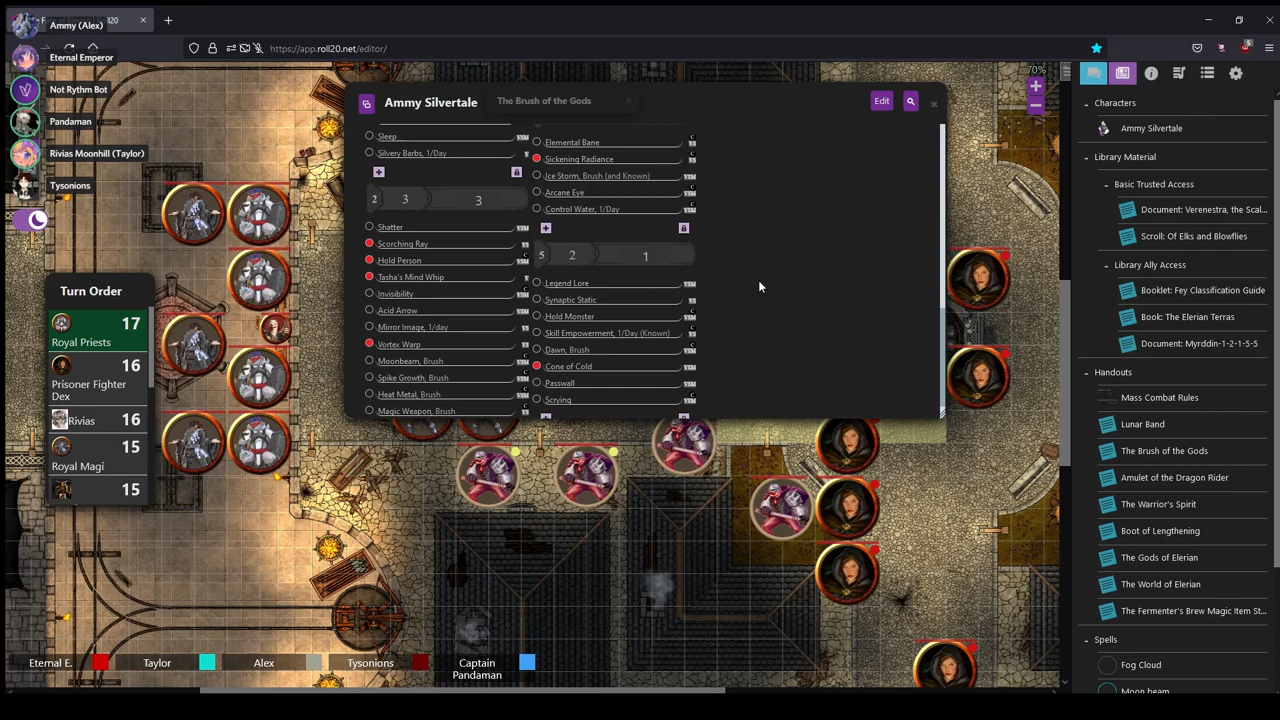 Ammy (Alex)
https://app.roll20.net/editor/
Eternal Emperor
Not Rythm Bot
Pandaman
Rivias Moonhill (Taylor)
Tysonions
Turn Order
Royal Priests 17
Prisoner Fighter Dex 16
Rivias 16
Royal Magi 15
15
Ammy Silvertale
The Brush of the Gods
Edit
Sleep
Silvery Barbs, 1/Day
2 3 3
Shatter
Scorching Ray
Hold Person
Tasha's Mind Whip
Invisibility
Acid Arrow
Mirror Image, 1/day
Vortex Warp
Moonbeam, Brush
Spike Growth, Brush
Heat Metal, Brush
Magic Weapon, Brush
Elemental Bane
Sickening Radiance
Ice Storm, Brush (and Known)
Arcane Eye
Control Water, 1/Day
5 2 1
Legend Lore
Synaptic Static
Hold Monster
Skill Empowerment, 1/Day (Known)
Dawn, Brush
Cone of Cold
Passwall
Scrying
70%
Characters
Ammy Silvertale
Library Material
Basic Trusted Access
Document: Verenestra, the Scal...
Scroll: Of Elks and Blowflies
Library Ally Access
Booklet: Fey Classification Guide
Book: The Elerian Terras
Document: Myrddin-1-2-1-5-5
Handouts
Mass Combat Rules
Lunar Band
The Brush of the Gods
Amulet of the Dragon Rider
The Warrior's Spirit
Boot of Lengthening
The Gods of Elerian
The World of Elerian
The Fermenter's Brew Magic Item St...
Spells
Fog Cloud
Moon beam
Eternal E.
Taylor
Alex
Tysonions
Captain
Pandaman